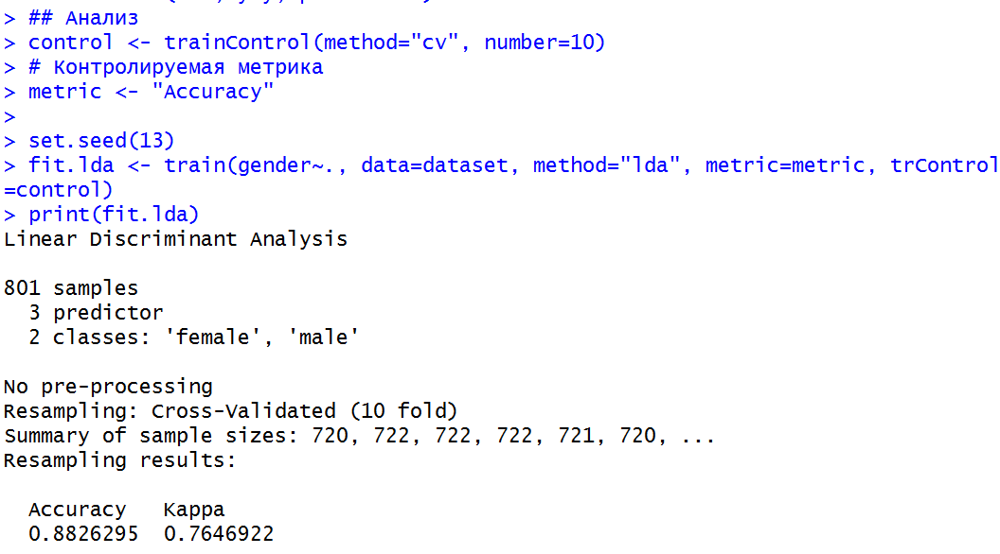 > ## Анализ
> control <- trainControl(method="cv", number=10)
> # Контролируемая метрика
> metric <- "Accuracy"
>
> set.seed(13)
> fit.lda <- train(gender~., data=dataset, method="lda", metric=metric, trControl
=control)
> print(fit.lda)
Linear Discriminant Analysis

801 samples
  3 predictor
  2 classes: 'female', 'male'

No pre-processing
Resampling: Cross-Validated (10 fold)
Summary of sample sizes: 720, 722, 722, 722, 721, 720, ...
Resampling results:

  Accuracy   Kappa
  0.8826295  0.7646922